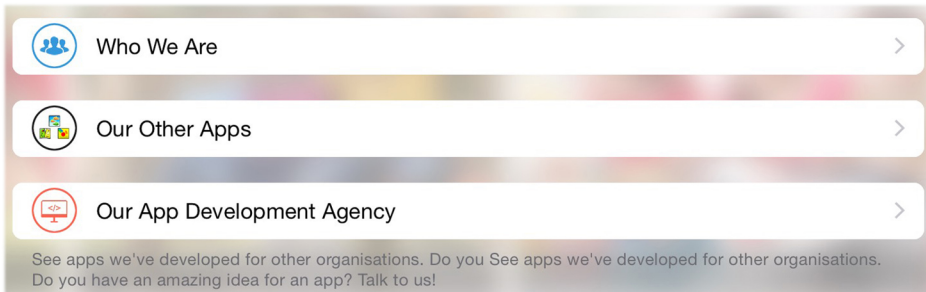 Who We Are
Our Other Apps
Our App Development Agency
See apps we've developed for other organisations. Do you See apps we've developed for other organisations.
Do you have an amazing idea for an app? Talk to us!